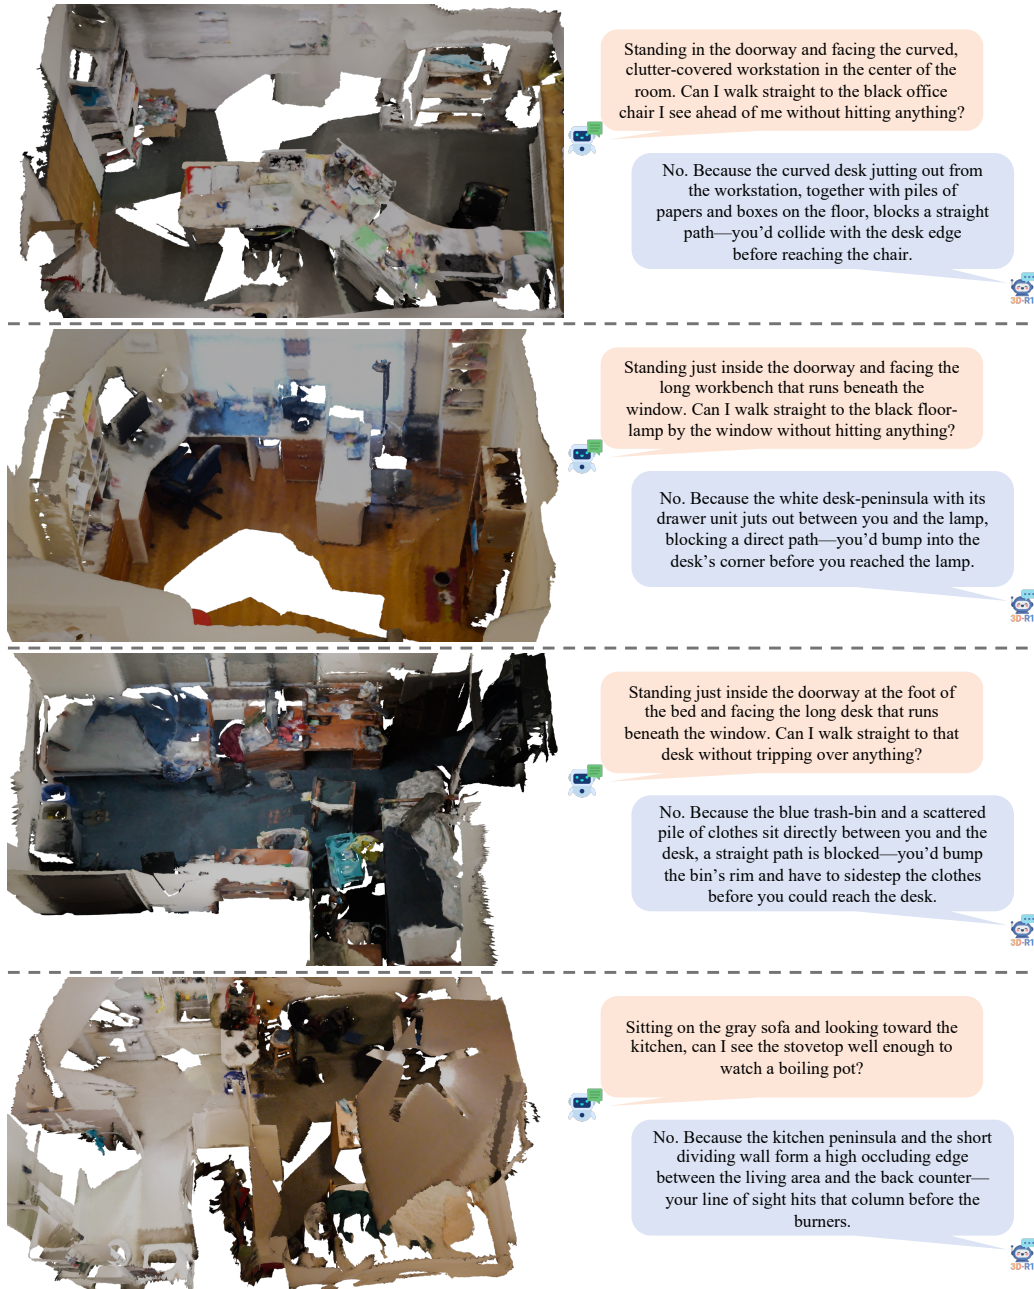 Standing in the doorway and facing the curved,
clutter-covered workstation in the center of the
room. Can I walk straight to the black office
chair I see ahead of me without hitting anything?
No. Because the curved desk jutting out from
the workstation, together with piles of
papers and boxes on the floor, blocks a straight
path—you’d collide with the desk edge
before reaching the chair.
3D-R1
Standing just inside the doorway and facing the
long workbench that runs beneath the
window. Can I walk straight to the black floor-
lamp by the window without hitting anything?
No. Because the white desk-peninsula with its
drawer unit juts out between you and the lamp,
blocking a direct path—you’d bump into the
desk’s corner before you reached the lamp.
3D-R1
Standing just inside the doorway at the foot of
the bed and facing the long desk that runs
beneath the window. Can I walk straight to that
desk without tripping over anything?
No. Because the blue trash-bin and a scattered
pile of clothes sit directly between you and the
desk, a straight path is blocked—you’d bump
the bin’s rim and have to sidestep the clothes
before you could reach the desk.
3D-R1
Sitting on the gray sofa and looking toward the
kitchen, can I see the stovetop well enough to
watch a boiling pot?
No. Because the kitchen peninsula and the short
dividing wall form a high occluding edge
between the living area and the back counter—
your line of sight hits that column before the
burners.
3D-R1